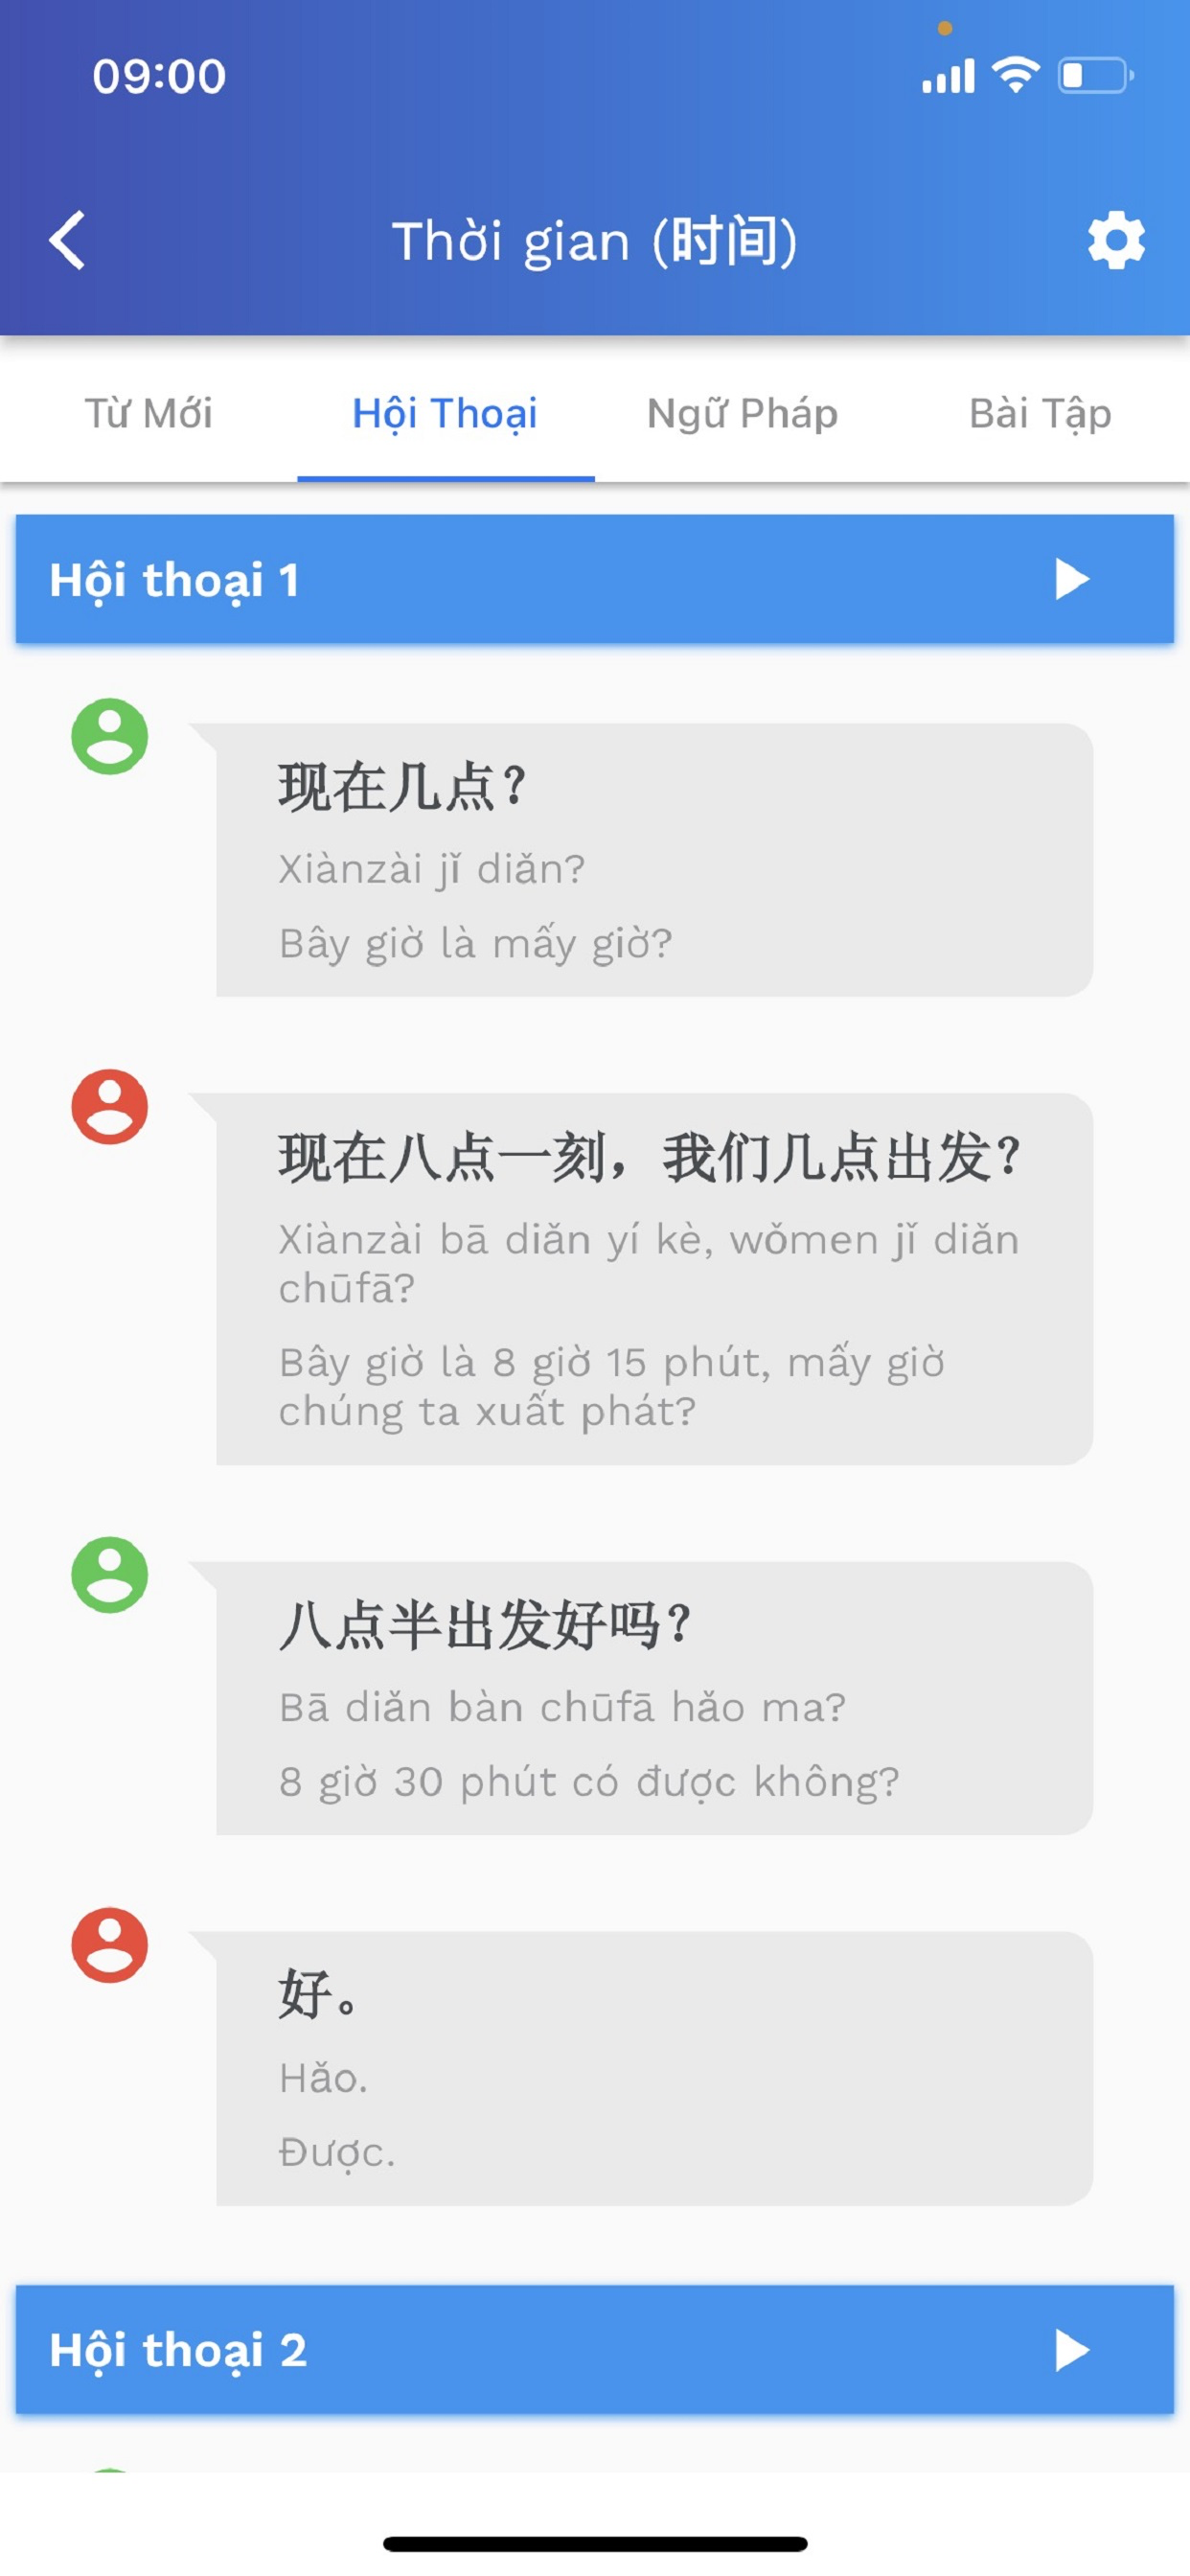 09:00
Thời gian (时间)
Từ Mới
Hội Thoại
Ngữ Pháp
Bài Tập
Hội thoại 1
现在几点？
Xiànzài jǐ diǎn?
Bây giờ là mấy giờ?
现在八点一刻，我们几点出发？
Xiànzài bā diǎn yí kè, wǒmen jǐ diǎn
chūfā?
Bây giờ là 8 giờ 15 phút, mấy giờ
chúng ta xuất phát?
八点半出发好吗？
Bā diǎn bàn chūfā hǎo ma?
8 giờ 30 phút có được không?
好。
Hǎo.
Được.
Hội thoại 2